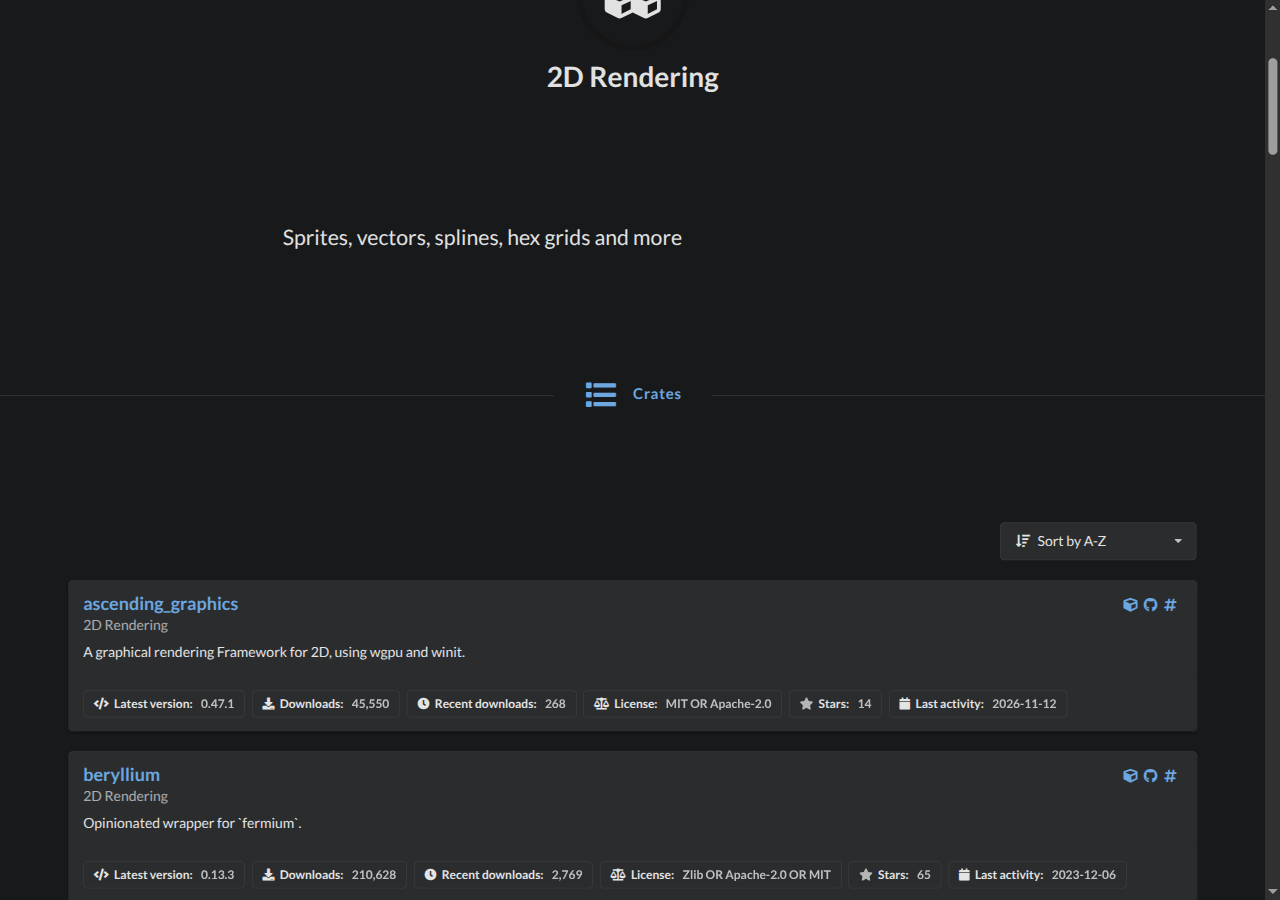 2D Rendering
Sprites, vectors, splines, hex grids and more
Crates
Sort by A-Z
ascending_graphics
2D Rendering
A graphical rendering Framework for 2D, using wgpu and winit.
Latest version: 0.47.1 Downloads: 45,550 Recent downloads: 268 License: MIT OR Apache-2.0 Stars: 14 Last activity: 2026-11-12
beryllium
2D Rendering
Opinionated wrapper for `fermium`.
Latest version: 0.13.3 Downloads: 210,628 Recent downloads: 2,769 License: Zlib OR Apache-2.0 OR MIT Stars: 65 Last activity: 2023-12-06